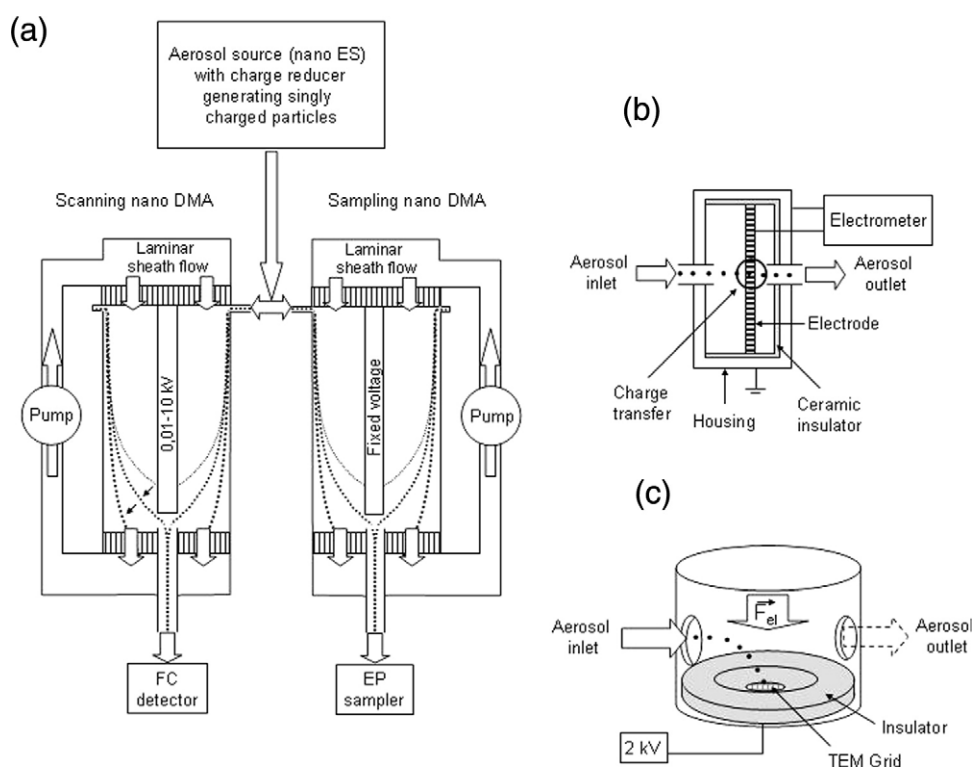 (a)
Aerosol source (nano ES)
with charge reducer
generating singly
charged particles
Scanning nano DMA
Sampling nano DMA
Laminar
sheath flow
Laminar
sheath flow
Pump
0,01-10 kV
Fixed voltage
Pump
FC
detector
EP
sampler
(b)
Electrometer
Aerosol
inlet
Aerosol
outlet
Electrode
Charge
transfer
Housing
Ceramic
insulator
(c)
F el
Aerosol
inlet
Aerosol
outlet
Insulator
2 kV
TEM Grid